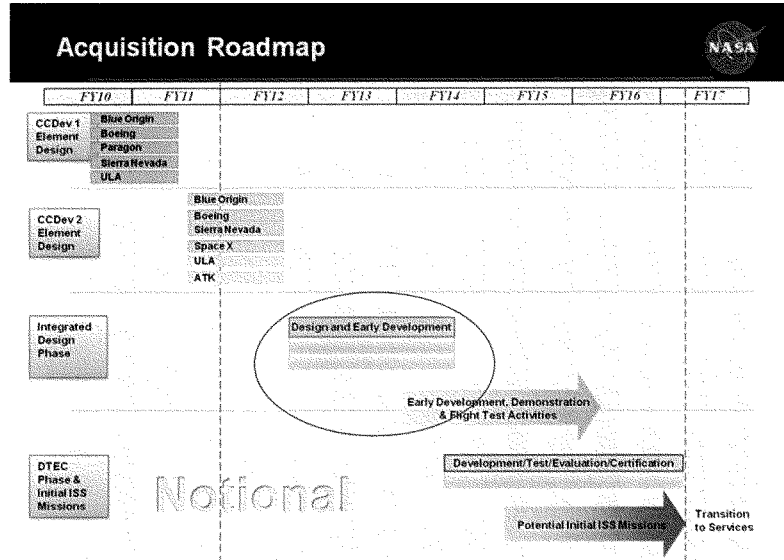 Acquisition Roadmap
NASA
FY10 FY11 FY12 FY13 FY14 FY15 FY16 FY17
CCDev 1
Element
Design
Blue Origin
Boeing
Paragon
Sierra Nevada
ULA
CCDev 2
Element
Design
Blue Origin
Boeing
Sierra Nevada
Space X
ULA
ATK
Integrated
Design
Phase
Design and Early Development
Early Development, Demonstration
& Flight Test Activities
DTEC
Phase &
Initial ISS
Missions
Notional
Development/Test/Evaluation/Certification
Potential Initial ISS Missions
Transition
to Services